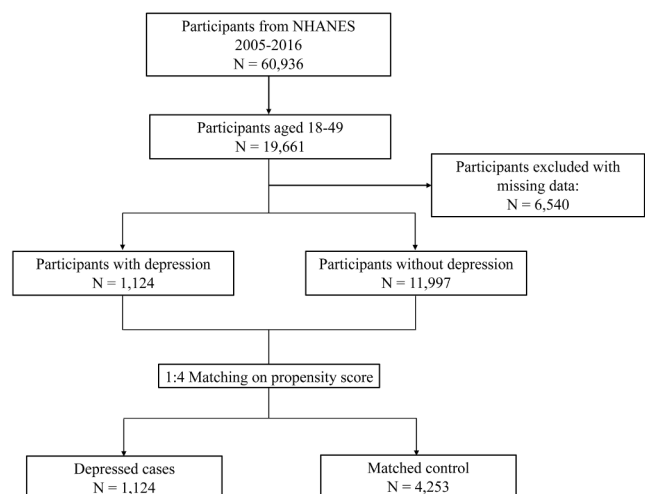 Participants from NHANES
2005-2016
N = 60,936
Participants aged 18-49
N = 19,661
Participants excluded with
missing data:
N = 6,540
Participants with depression
N = 1,124
Participants without depression
N = 11,997
1:4 Matching on propensity score
Depressed cases
N = 1,124
Matched control
N = 4,253